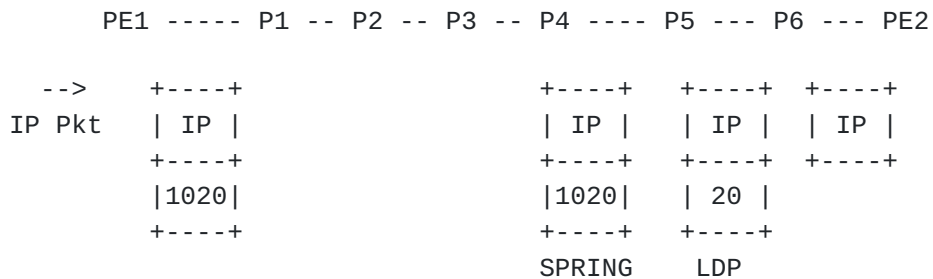 PE1 ----- P1 -- P2 -- P3 -- P4 ---- P5 --- P6 --- PE2
-->     +----+                   +----+   +----+  +----+
IP Pkt   | IP |                   | IP |   | IP |  | IP |
+----+                   +----+   +----+  +----+
|1020|                   |1020|   | 20 |
+----+                   +----+   +----+
SPRING    LDP